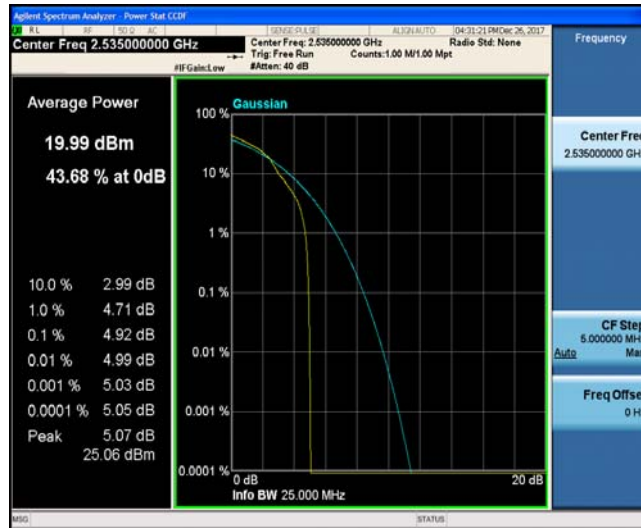 Agilent Spectrum Analyzer - Power Stat CCDF
RL RF 50 Ω AC SENSE:PULSE ALIGN AUTO 04:31:21 PM Dec 26, 2017
Center Freq 2.535000000 GHz
Center Freq: 2.535000000 GHz Radio Std: None
Trig: Free Run Counts:1.00 M/1.00 Mpt
#IFGain:Low #Atten: 40 dB
Frequency
Average Power
19.99 dBm
43.68 % at 0dB
10.0 % 2.99 dB
1.0 % 4.71 dB
0.1 % 4.92 dB
0.01 % 4.99 dB
0.001 % 5.03 dB
0.0001 % 5.05 dB
Peak 5.07 dB
25.06 dBm
Gaussian
100 %
10 %
1 %
0.1 %
0.01 %
0.001 %
0.0001 %
0 dB 20 dB
Info BW 25.000 MHz
Center Fre
2.535000000 GH
CF Step
5.000000 MH
Auto Ma
Freq Offse
0 H
MSG STATUS